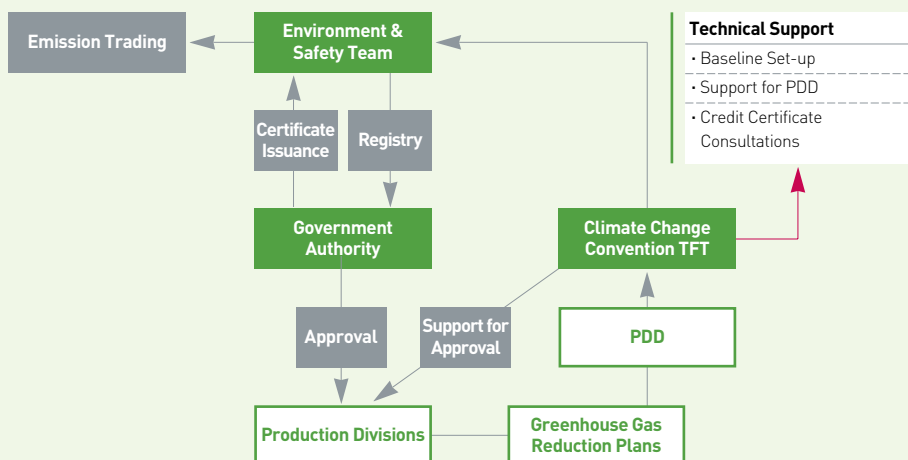 Emission Trading
Environment &
Safety Team
Technical Support
· Baseline Set-up
· Support for PDD
· Credit Certificate
Consultations
Certificate
Issuance
Registry
Government
Authority
Climate Change
Convention TFT
Approval
Support for
Approval
PDD
Production Divisions
Greenhouse Gas
Reduction Plans